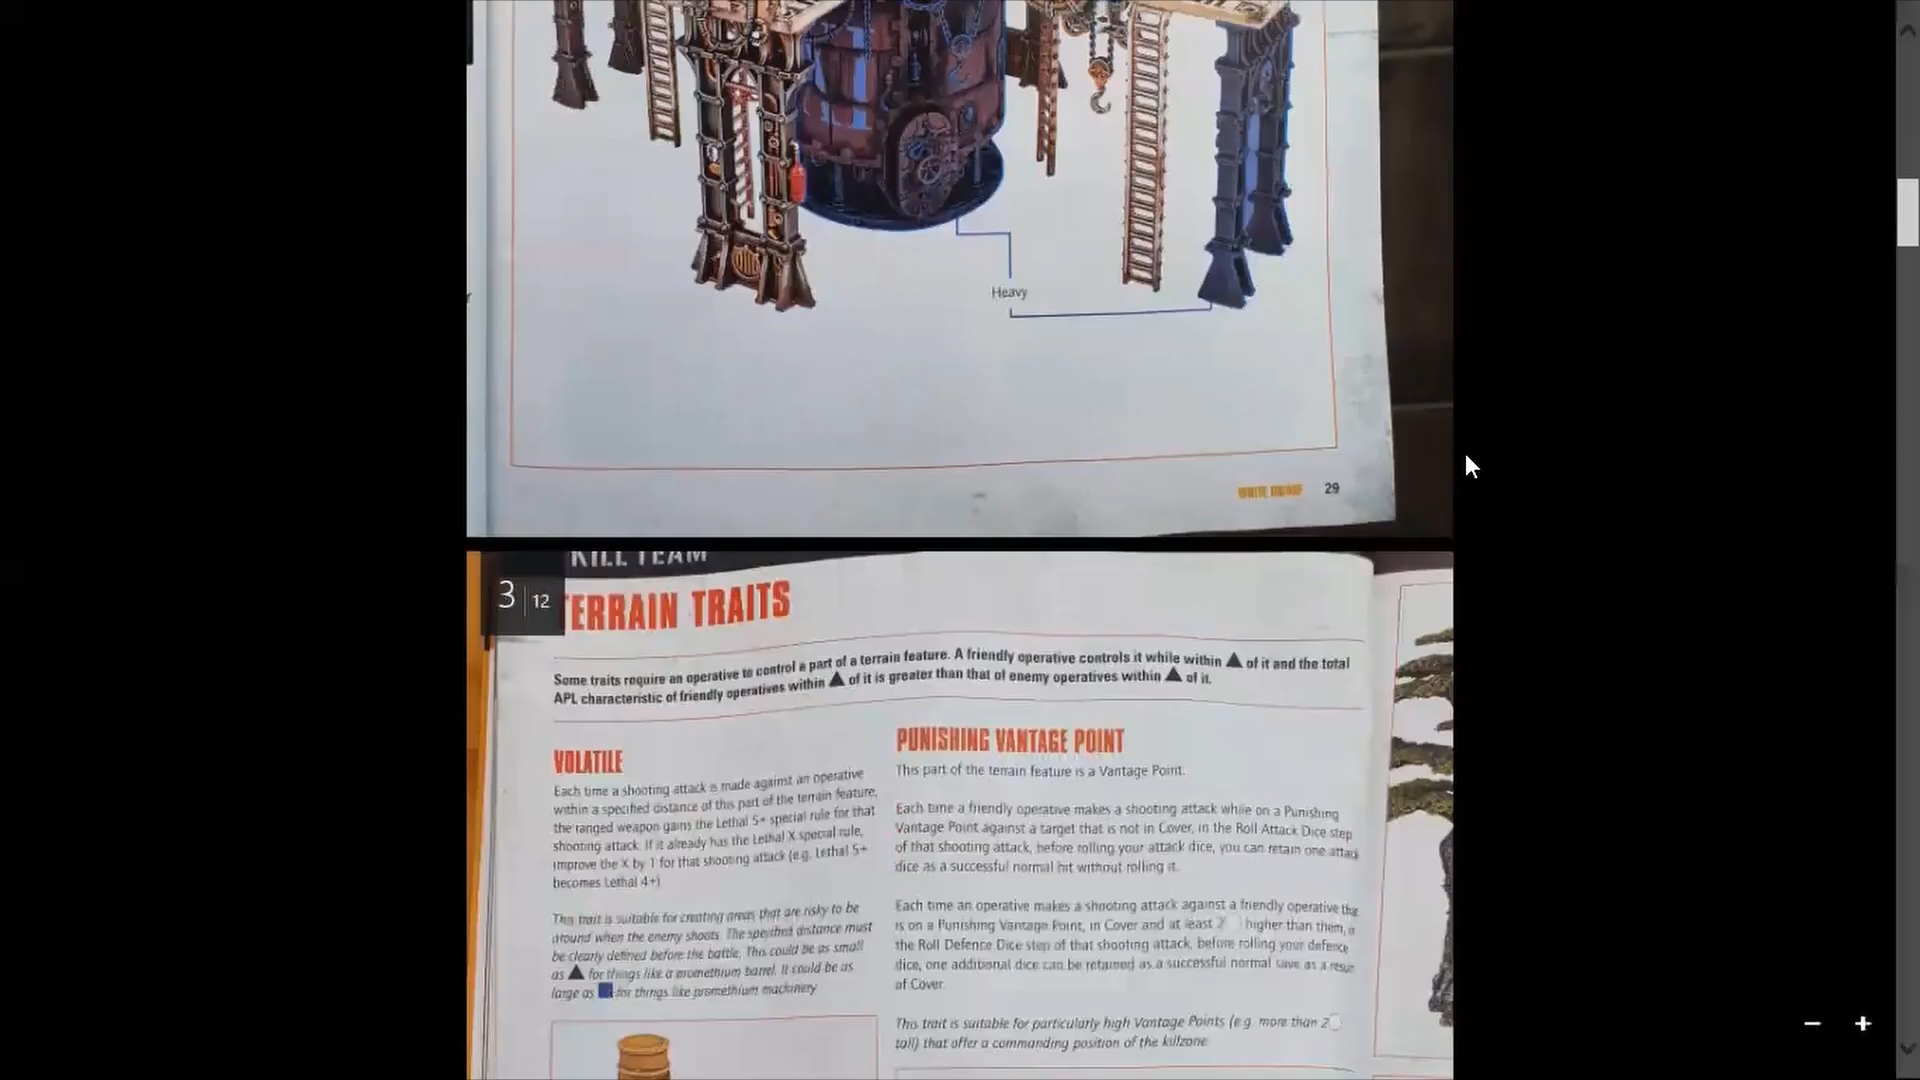 Heavy
WHITE DWARF 29
KILL TEAM
3 | 12
TERRAIN TRAITS
Some traits require an operative to control a part of a terrain feature. A friendly operative controls it while within ▲ of it and the total
APL characteristic of friendly operatives within ▲ of it is greater than that of enemy operatives within ▲ of it.
VOLATILE
Each time a shooting attack is made against an operative
within a specified distance of this part of the terrain feature,
the ranged weapon gains the Lethal 5+ special rule for that
shooting attack. If it already has the Lethal X special rule,
improve the X by 1 for that shooting attack (e.g. Lethal 5+
becomes Lethal 4+)
This trait is suitable for creating areas that are risky to be
around when the enemy shoots. The specified distance must
be clearly defined before the battle. This could be as small
as ▲ for things like a promethium barrel. It could be as
large as ■ for things like promethium machinery
PUNISHING VANTAGE POINT
This part of the terrain feature is a Vantage Point.
Each time a friendly operative makes a shooting attack while on a Punishing
Vantage Point against a target that is not in Cover, in the Roll Attack Dice step
of that shooting attack, before rolling your attack dice, you can retain one attac
dice as a successful normal hit without rolling it.
Each time an operative makes a shooting attack against a friendly operative tha
is on a Punishing Vantage Point, in Cover and at least 2 higher than them, i
the Roll Defence Dice step of that shooting attack, before rolling your defence
dice, one additional dice can be retained as a successful normal save as a resu
of Cover.
This trait is suitable for particularly high Vantage Points (e.g. more than 2
tall) that offer a commanding position of the killzone